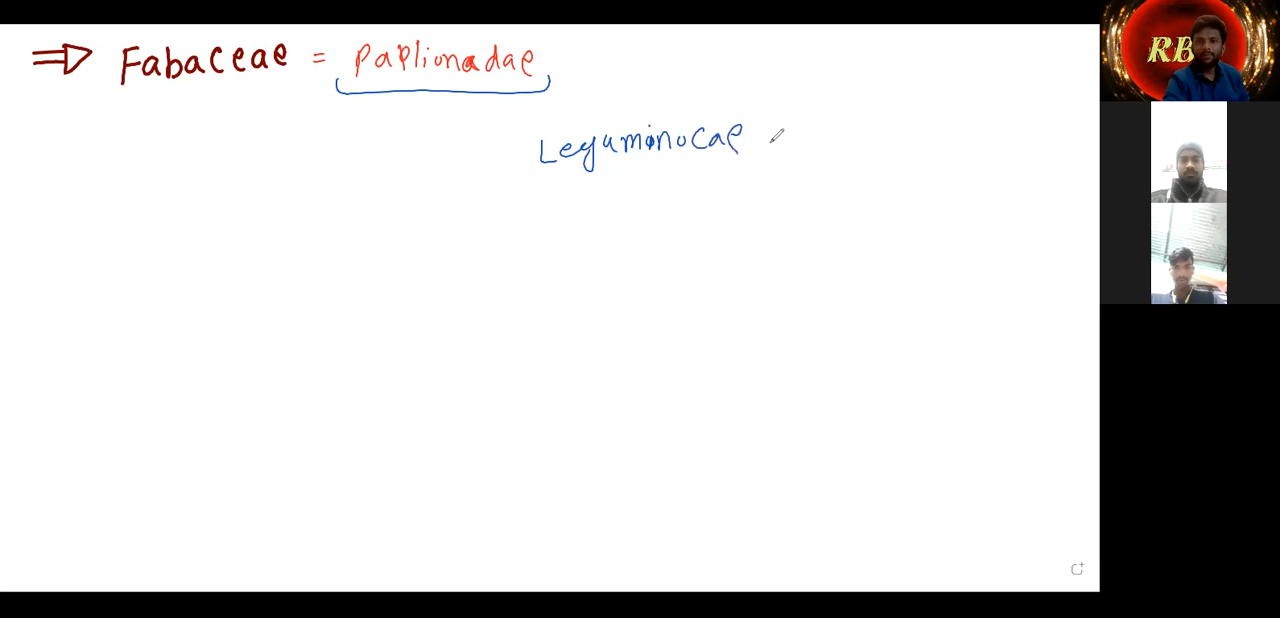 ⇒ Fabaceae = Paplionadae
RB
Leguminocae